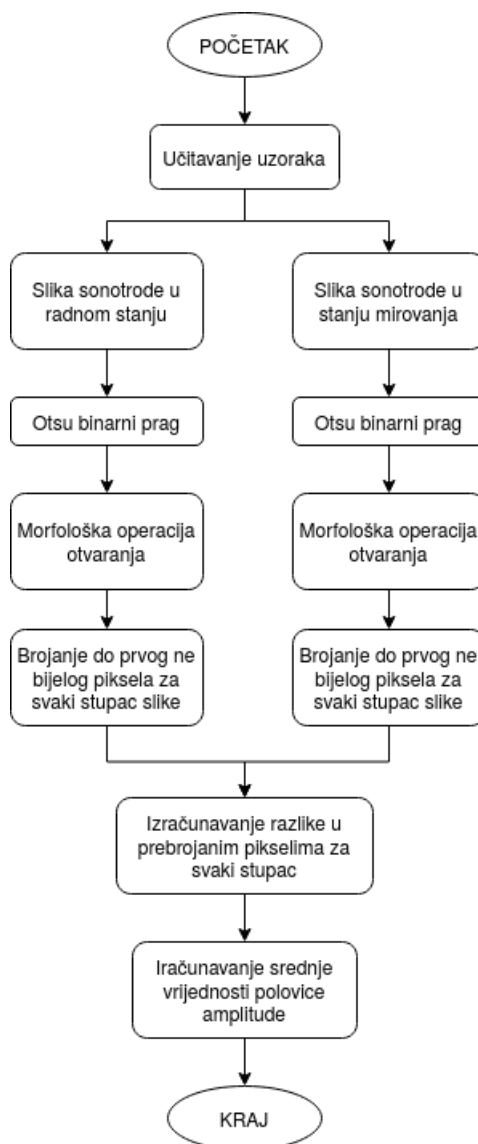 POČETAK
Učitavanje uzoraka
Slika sonotrode u
radnom stanju
Slika sonotrode u
stanju mirovanja
Otsu binarni prag
Otsu binarni prag
Morfološka operacija
otvaranja
Morfološka operacija
otvaranja
Brojanje do prvog ne
bijelog piksela za
svaki stupac slike
Brojanje do prvog ne
bijelog piksela za
svaki stupac slike
Izračunavanje razlike u
prebrojanim pikselima za
svaki stupac
Iračunavanje srednje
vrijednosti polovice
amplitude
KRAJ